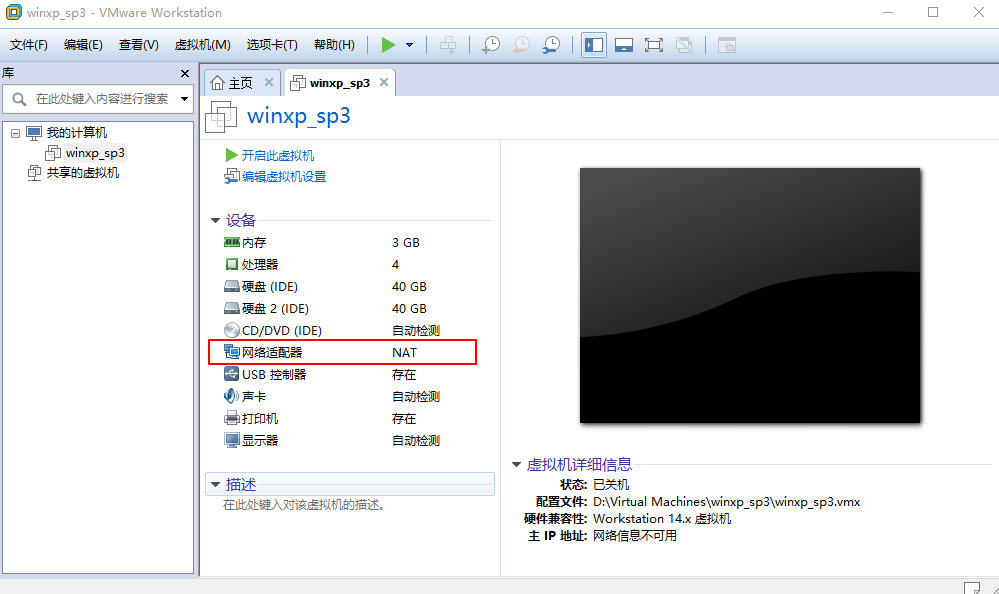 winxp_sp3 - VMware Workstation
文件(F) 编辑(E) 查看(V) 虚拟机(M) 选项卡(T) 帮助(H)
库
在此处键入内容进行搜索
我的计算机
winxp_sp3
共享的虚拟机
主页 winxp_sp3
winxp_sp3
开启此虚拟机
编辑虚拟机设置
设备
内存 3 GB
处理器 4
硬盘 (IDE) 40 GB
硬盘 2 (IDE) 40 GB
CD/DVD (IDE) 自动检测
网络适配器 NAT
USB 控制器 存在
声卡 自动检测
打印机 存在
显示器 自动检测
描述
在此处键入对该虚拟机的描述。
虚拟机详细信息
状态: 已关机
配置文件: D:\Virtual Machines\winxp_sp3\winxp_sp3.vmx
硬件兼容性: Workstation 14.x 虚拟机
主 IP 地址: 网络信息不可用